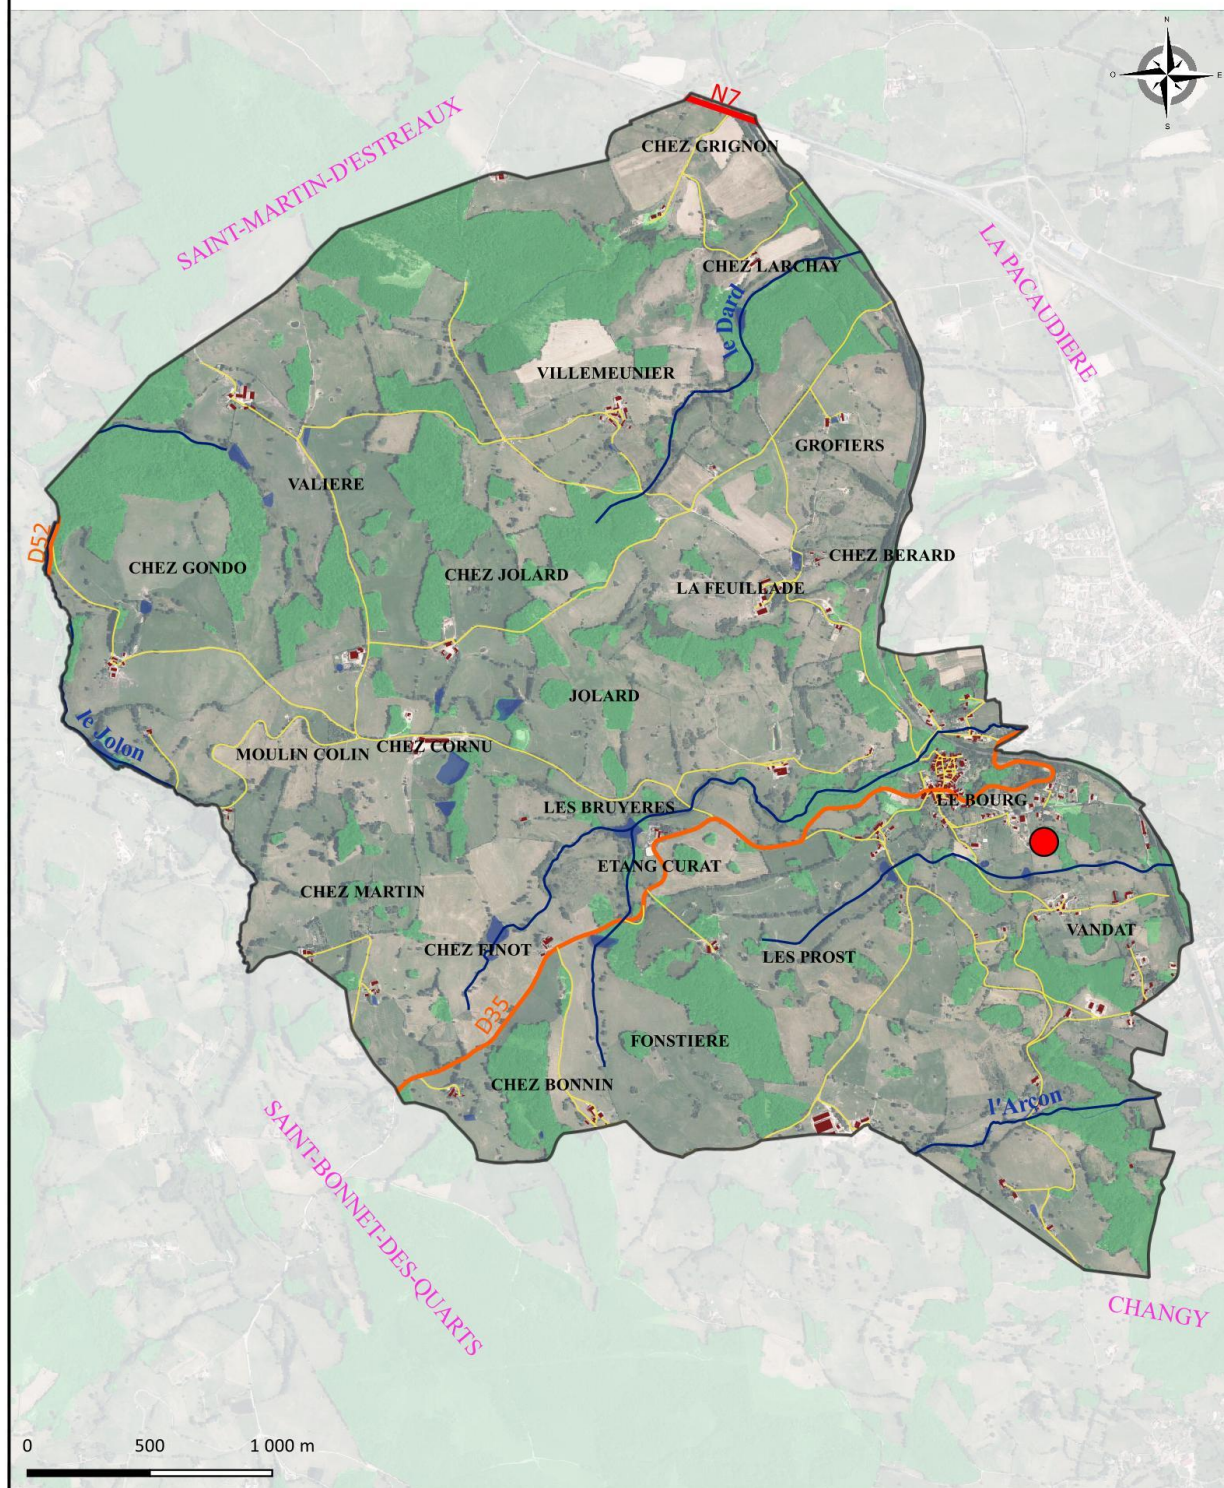 N
O
E
S
N7
CHEZ GRIGNON
SAINT-MARTIN-D'ESTREAUX
LA PACAUDIERE
CHEZ LARCHAY
le Dard
VILLEMEUNIER
GROFIERS
VALIERE
D52
CHEZ GONDO
CHEZ JOLARD
CHEZ BERARD
LA FEUILLADE
JOLARD
le Jolon
MOULIN COLIN
CHEZ CORNU
LES BRUYERES
LE BOURG
ETANG CURAT
CHEZ MARTIN
CHEZ FINOT
VANDAT
LES PROST
D35
FONSTIERE
CHEZ BONNIN
l'Arcon
SAINT-BONNET-DES-QUARTS
CHANGY
0 500 1 000 m